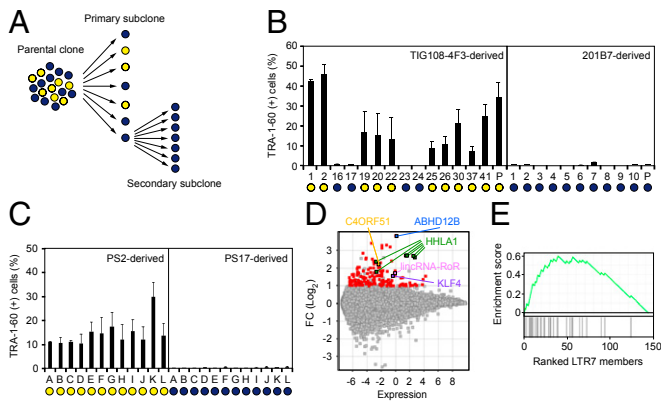 A
Primary subclone
Parental clone
Secondary subclone
B
TRA-1-60 (+) cells (%)
60
50
40
30
20
10
0
TIG108-4F3-derived
201B7-derived
1 2 16 17 19 20 22 23 24 25 26 30 37 41 P 1 2 3 4 5 6 7 8 9 10 P
C
TRA-1-60 (+) cells (%)
50
40
30
20
10
0
PS2-derived
PS17-derived
A B C D E F G H I J K L A B C D E F G H I J K L
D
C4ORF51
ABHD12B
HHLA1
lincRNA-RoR
KLF4
FC (Log2)
3
2
1
0
-1
-2
-3
-6 -4 -2 0 2 4 6 8
Expression
E
Enrichment score
0.6
0.4
0.2
0
0 50 100 150
Ranked LTR7 members